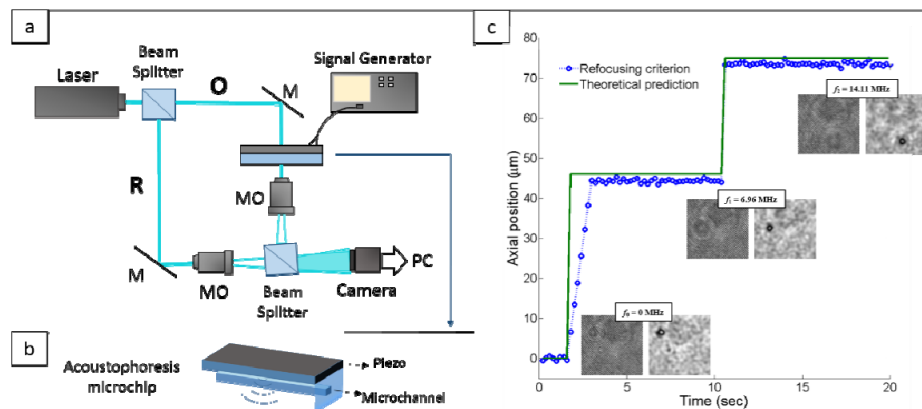 a
Beam
Splitter
Signal Generator
Laser
O
M
MO
R
M
MO
Beam
Splitter
Camera
PC
b
Acoustophoresis
microchip
Piezo
Microchannel
c
80
70
60
50
40
30
20
10
0
Axial position (µm)
Refocusing criterion
Theoretical prediction
f₂ = 14.11 MHz
f₁ = 6.96 MHz
f₀ = 0 MHz
0
5
10
15
20
Time (sec)